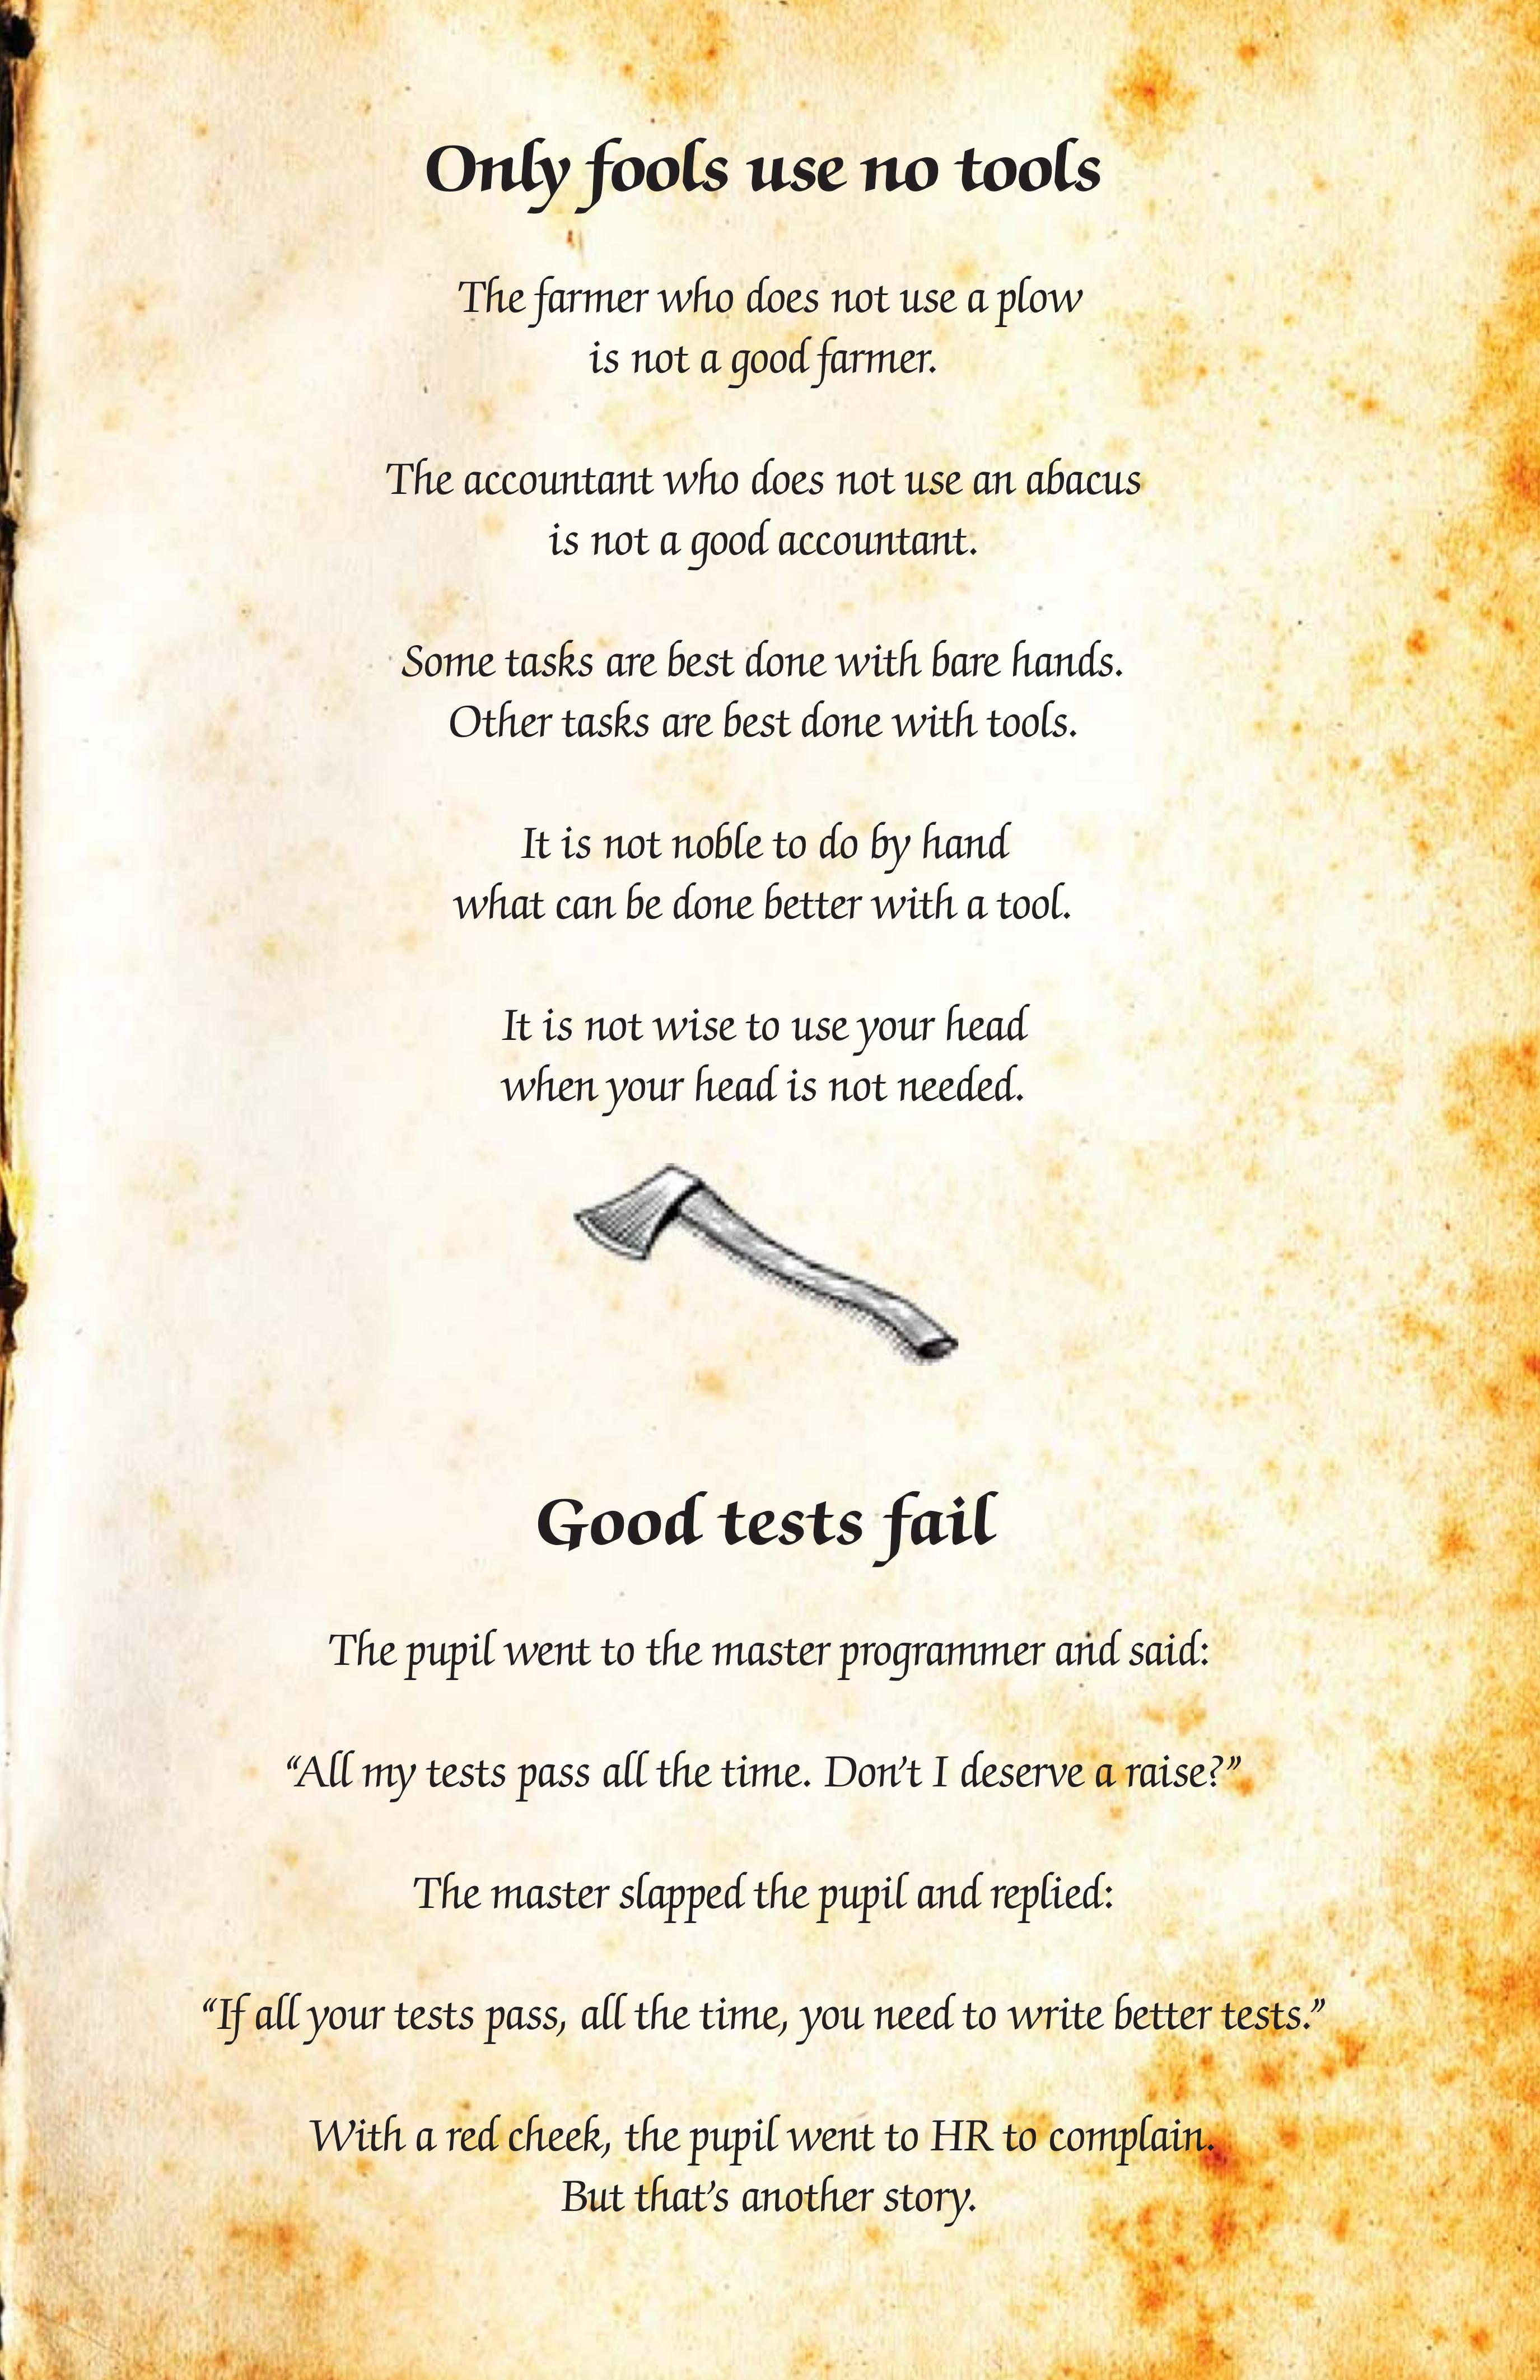 Only fools use no tools
The farmer who does not use a plow
is not a good farmer.
The accountant who does not use an abacus
is not a good accountant.
Some tasks are best done with bare hands.
Other tasks are best done with tools.
It is not noble to do by hand
what can be done better with a tool.
It is not wise to use your head
when your head is not needed.
Good tests fail
The pupil went to the master programmer and said:
“All my tests pass all the time. Don’t I deserve a raise?”
The master slapped the pupil and replied:
“If all your tests pass, all the time, you need to write better tests.”
With a red cheek, the pupil went to HR to complain.
But that’s another story.